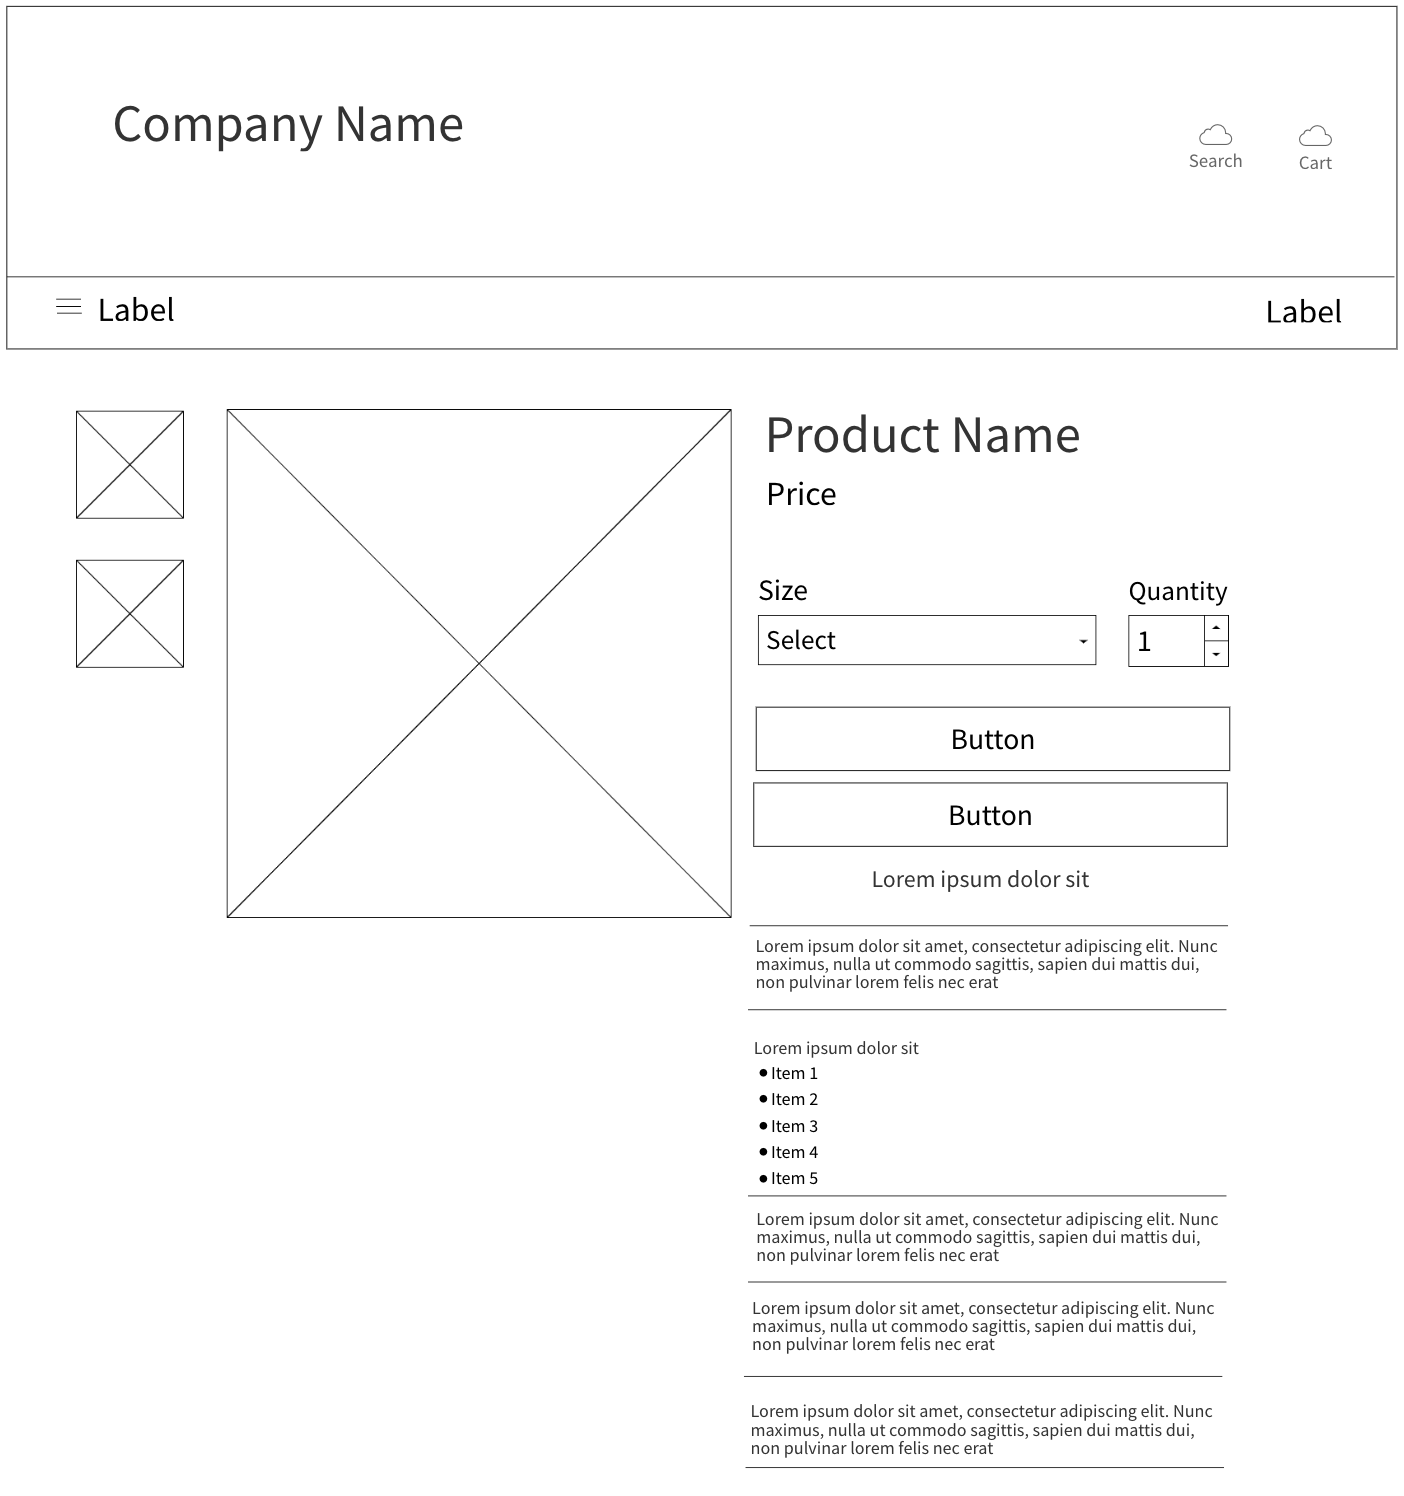 Company Name
Search
Cart
Label
Label
Product Name
Price
Size
Quantity
Select
1
Button
Button
Lorem ipsum dolor sit
Lorem ipsum dolor sit amet, consectetur adipiscing elit. Nunc
maximus, nulla ut commodo sagittis, sapien dui mattis dui,
non pulvinar lorem felis nec erat
Lorem ipsum dolor sit
● Item 1
● Item 2
● Item 3
● Item 4
● Item 5
Lorem ipsum dolor sit amet, consectetur adipiscing elit. Nunc
maximus, nulla ut commodo sagittis, sapien dui mattis dui,
non pulvinar lorem felis nec erat
Lorem ipsum dolor sit amet, consectetur adipiscing elit. Nunc
maximus, nulla ut commodo sagittis, sapien dui mattis dui,
non pulvinar lorem felis nec erat
Lorem ipsum dolor sit amet, consectetur adipiscing elit. Nunc
maximus, nulla ut commodo sagittis, sapien dui mattis dui,
non pulvinar lorem felis nec erat